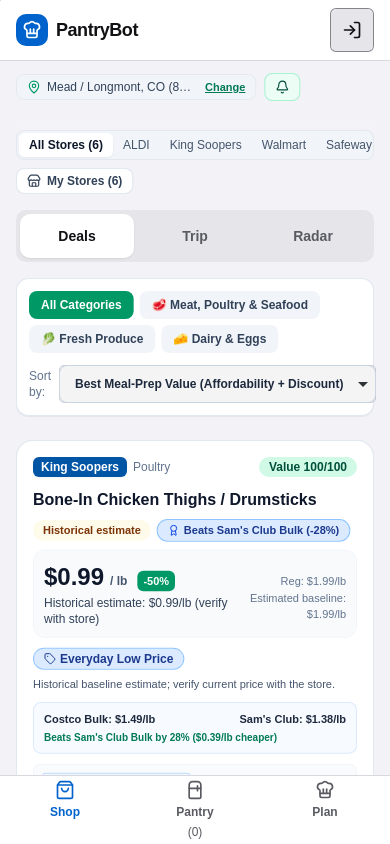 PantryBot
Mead / Longmont, CO (8… Change
All Stores (6) ALDI King Soopers Walmart Safeway
My Stores (6)
Deals Trip Radar
All Categories 🥩 Meat, Poultry & Seafood
🥬 Fresh Produce 🧀 Dairy & Eggs
Sort by: Best Meal-Prep Value (Affordability + Discount)
King Soopers Poultry Value 100/100
Bone-In Chicken Thighs / Drumsticks
Historical estimate Beats Sam's Club Bulk (-28%)
$0.99 / lb -50%
Historical estimate: $0.99/lb (verify
with store)
Reg: $1.99/lb
Estimated baseline:
$1.99/lb
Everyday Low Price
Historical baseline estimate; verify current price with the store.
Costco Bulk: $1.49/lb Sam's Club: $1.38/lb
Beats Sam's Club Bulk by 28% ($0.39/lb cheaper)
Shop Pantry Plan
(0)